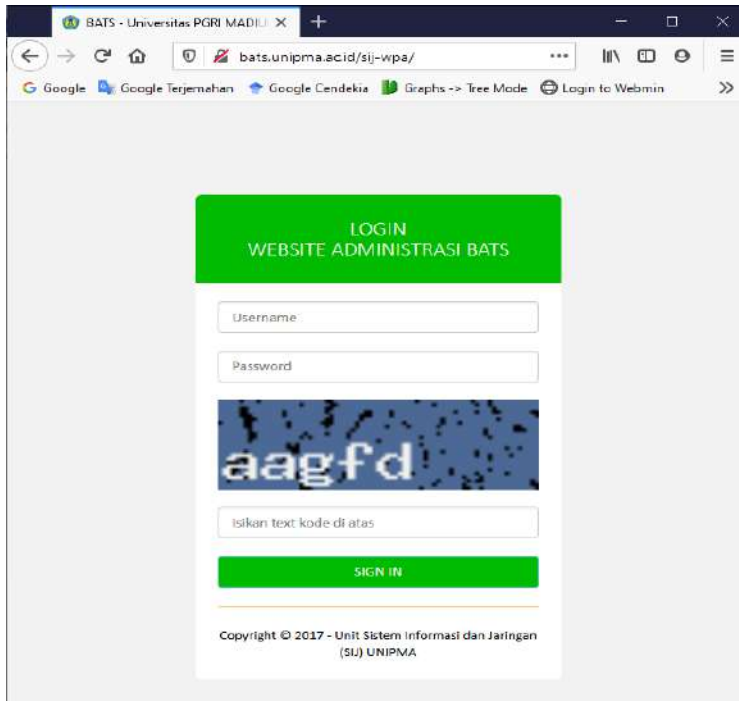 BATS - Universitas PGRI MADIU
bats.unipma.ac.id/sij-wpa/
Google
Google Terjemahan
Google Cendekia
Graphs -> Tree Mode
Login to Webmin
LOGIN
WEBSITE ADMINISTRASI BATS
Username
Password
aagfd
Isikan text kode di atas
SIGN IN
Copyright © 2017 - Unit Sistem Informasi dan Jaringan
(SIJ) UNIPMA